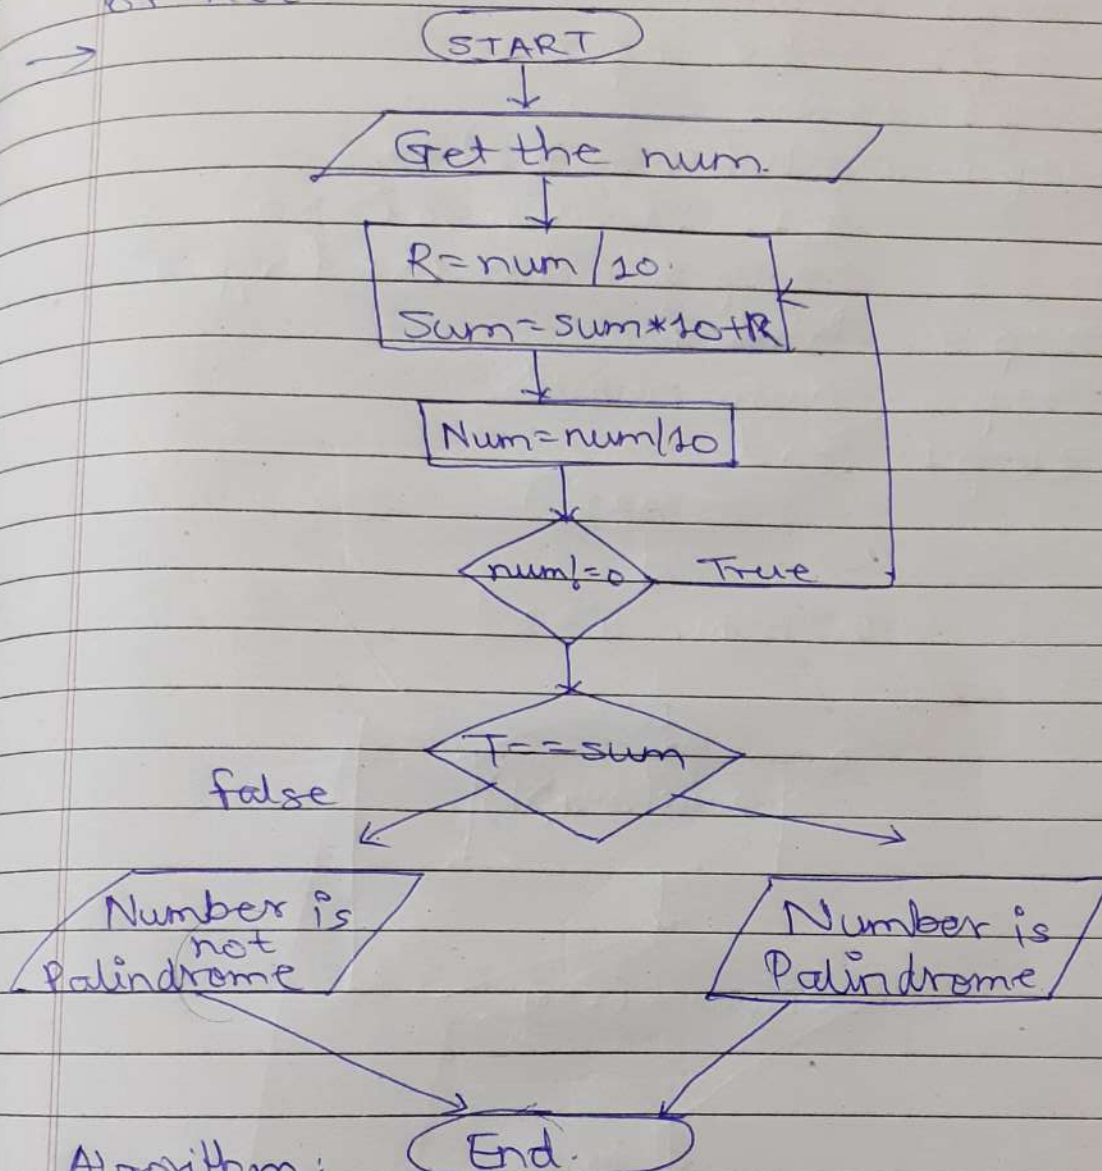 START
Get the num.
R=num/10.
Sum=sum*10+R
Num=num/10
num!=0 True
T==sum
false
Number is
not
Palindrome
Number is
Palindrome
End.
Algorithm: